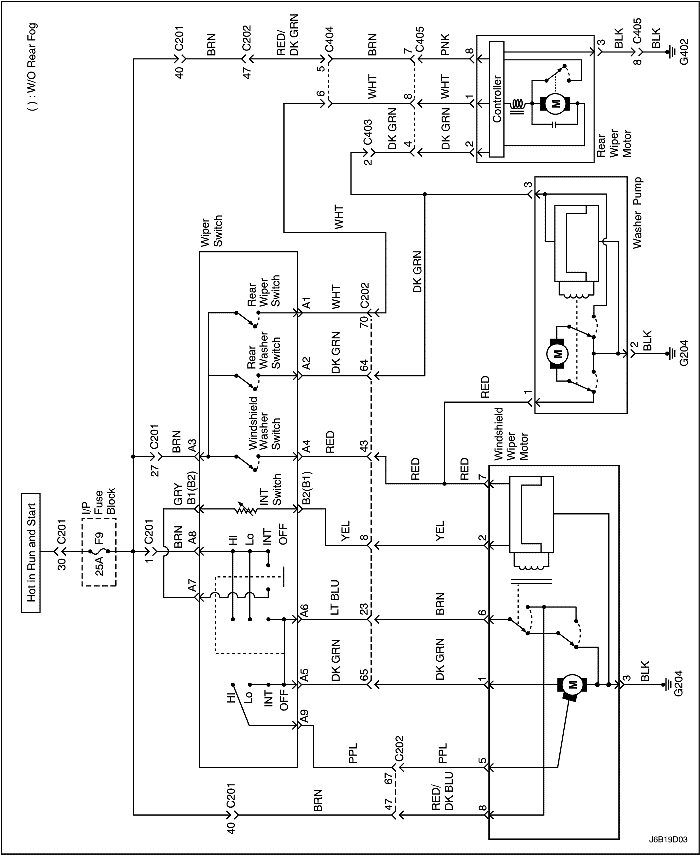 ( ) : W/O Rear Fog
Hot in Run and Start
30 C201
I/P
Fuse
Block
25A F9
1 C201
BRN
27 C201
BRN
40 C201
BRN
47 C202
RED/
DK GRN
5 C404
BRN
7 C405
PNK
8
6
WHT
8
WHT
1
2 C403
DK GRN
4
DK GRN
2
Controller
M
Rear
Wiper
Motor
3
BLK
8 C405
BLK
G402
WHT
DK GRN
Wiper
Switch
Rear
Wiper
Switch
Rear
Washer
Switch
Windshield
Washer
Switch
INT
Switch
A3
GRY
B1(B2)
A8
A7
HI
Lo
INT
OFF
HI
Lo
INT
OFF
A1
WHT
70 C202
A2
DK GRN
64
A4
RED
43
B2(B1)
YEL
8
YEL
A6
LT BLU
23
BRN
A5
DK GRN
65
DK GRN
A9
PPL
67 C202
PPL
40 C201
BRN
47
RED/
DK BLU
RED
RED
RED
3
1
M
Washer Pump
2
BLK
G204
Windshield
Wiper
Motor
7
2
6
1
5
8
M
3
BLK
G204
J6B19D03